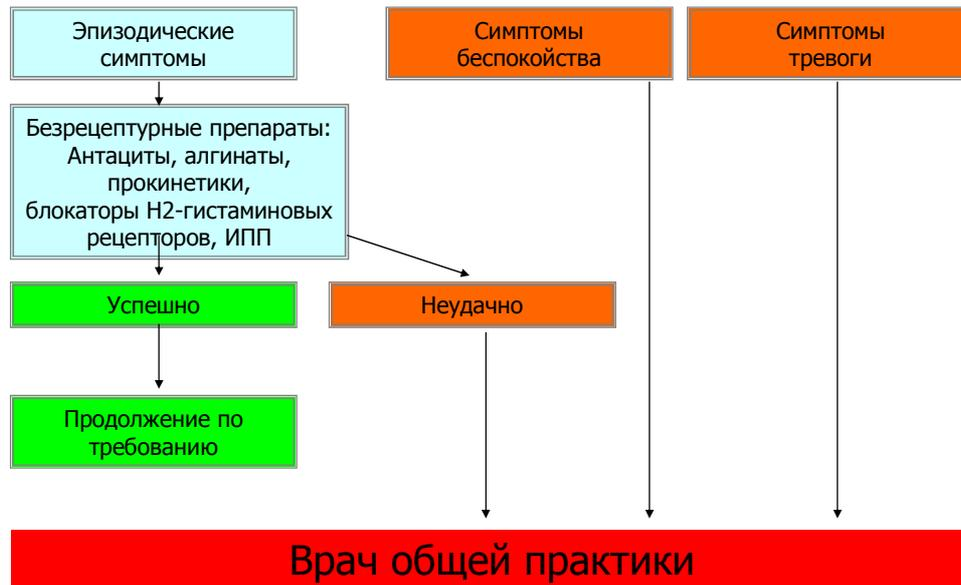 Эпизодические
симптомы
Симптомы
беспокойства
Симптомы
тревоги
Безрецептурные препараты:
Антациты, алгинаты,
прокинетики,
блокаторы Н2-гистаминовых
рецепторов, ИПП
Успешно
Неудачно
Продолжение по
требованию
Врач общей практики